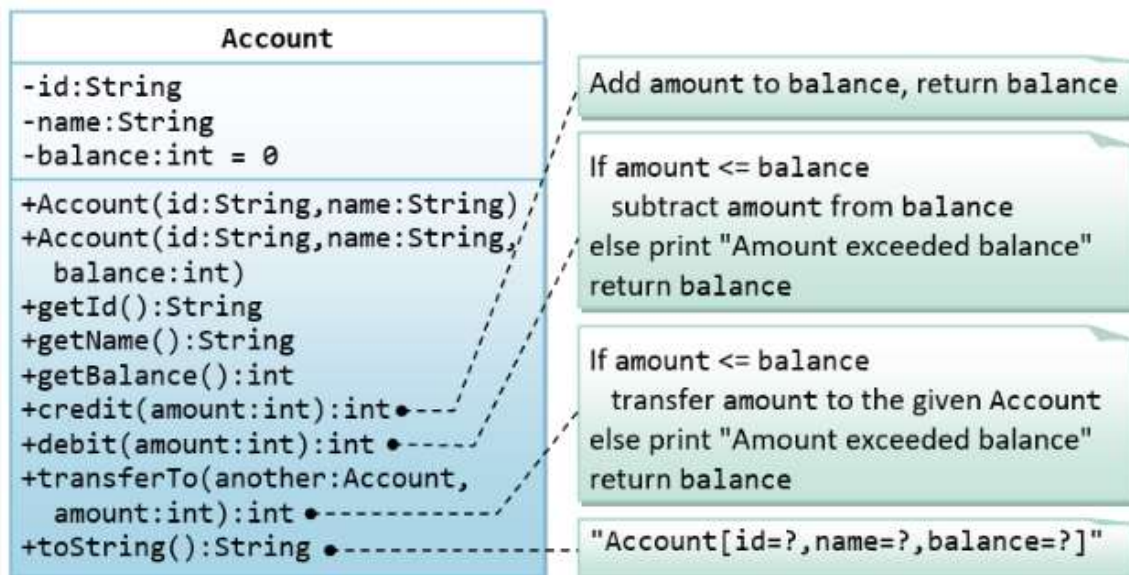 Account
-id:String
-name:String
-balance:int = 0
+Account(id:String,name:String)
+Account(id:String,name:String,
balance:int)
+getId():String
+getName():String
+getBalance():int
+credit(amount:int):int
+debit(amount:int):int
+transferTo(another:Account,
amount:int):int
+toString():String
Add amount to balance, return balance
If amount <= balance
subtract amount from balance
else print "Amount exceeded balance"
return balance
If amount <= balance
transfer amount to the given Account
else print "Amount exceeded balance"
return balance
"Account[id=?,name=?,balance=?]"